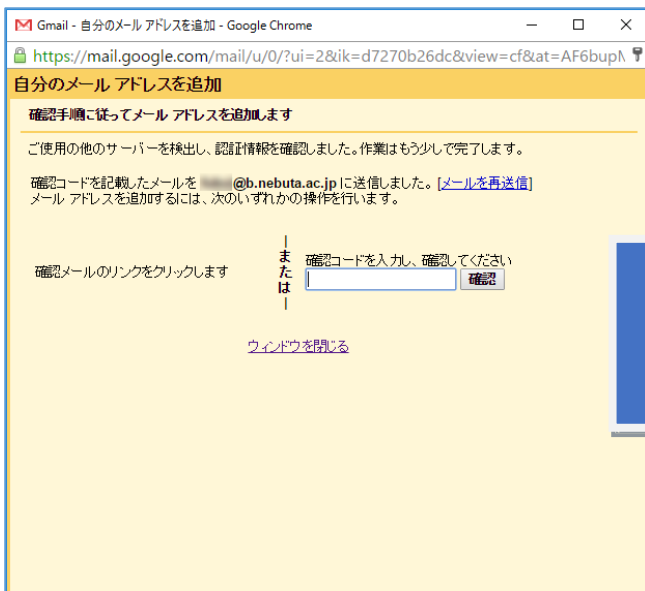 Gmail - 自分のメール アドレスを追加 - Google Chrome
https://mail.google.com/mail/u/0/?ui=2&ik=d7270b26dc&view=cf&at=AF6bupN
自分のメール アドレスを追加
確認手順に従ってメール アドレスを追加します
ご使用の他のサーバーを検出し、認証情報を確認しました。作業はもう少しで完了します。
確認コードを記載したメールを @b.nebuta.ac.jp に送信しました。[メールを再送信]
メール アドレスを追加するには、次のいずれかの操作を行います。
確認メールのリンクをクリックします
または
確認コードを入力し、確認してください
確認
ウィンドウを閉じる